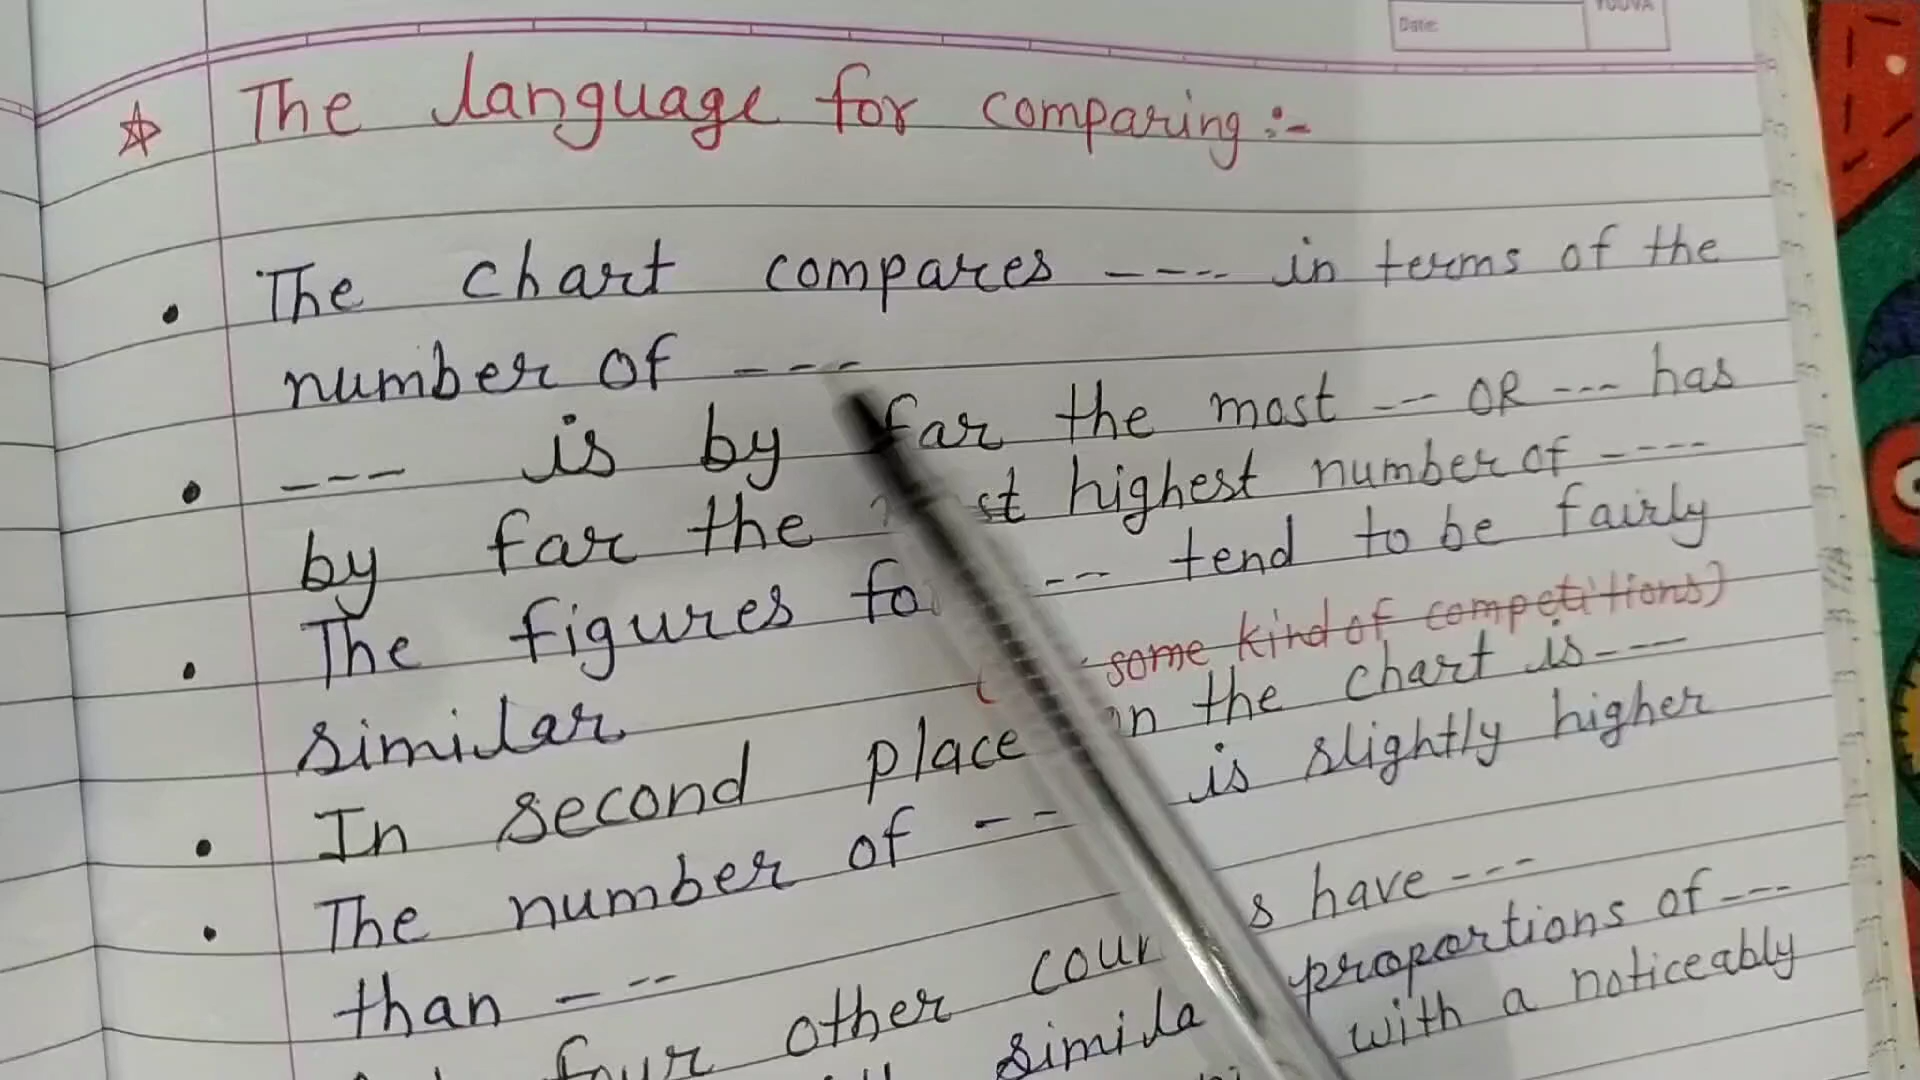 YOUVA
Date:
☆ The language for comparing :-
• The chart compares ---- in terms of the
number of ---
• --- is by far the most --- OR --- has
by far the highest number of ----
• The figures -- tend to be fairly
similar.
some kind of competitions)
• In second place the chart is ---
• The number of -- is slightly higher
than ---
four other have ---
proportions of ---
with a noticeably